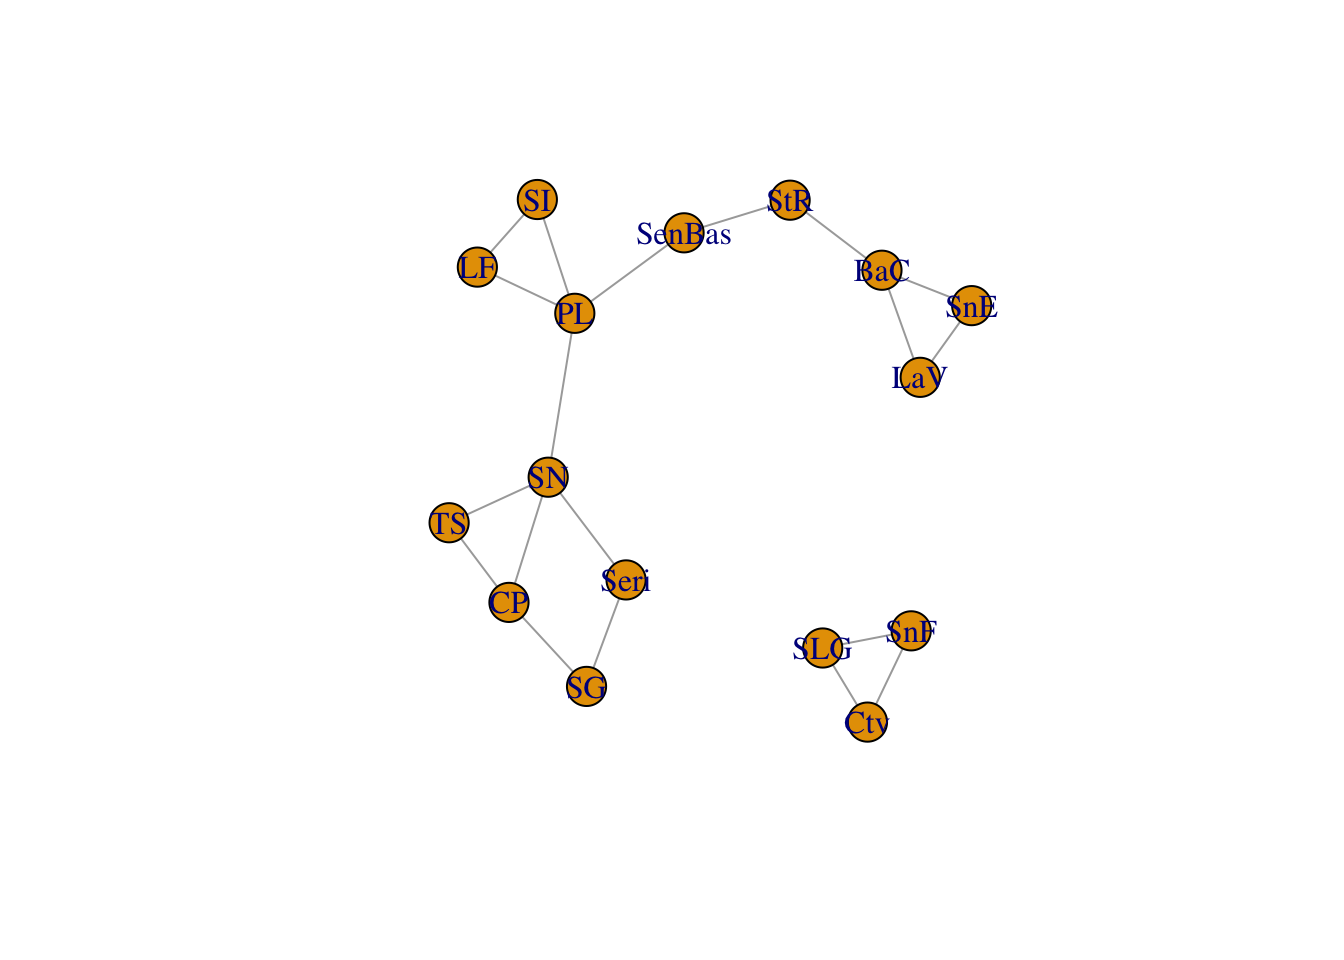 SI
StR
SenBas
LF
BaC
SnE
PL
LaV
SN
TS
Seri
CP
SnF
SLG
SG
Ctv